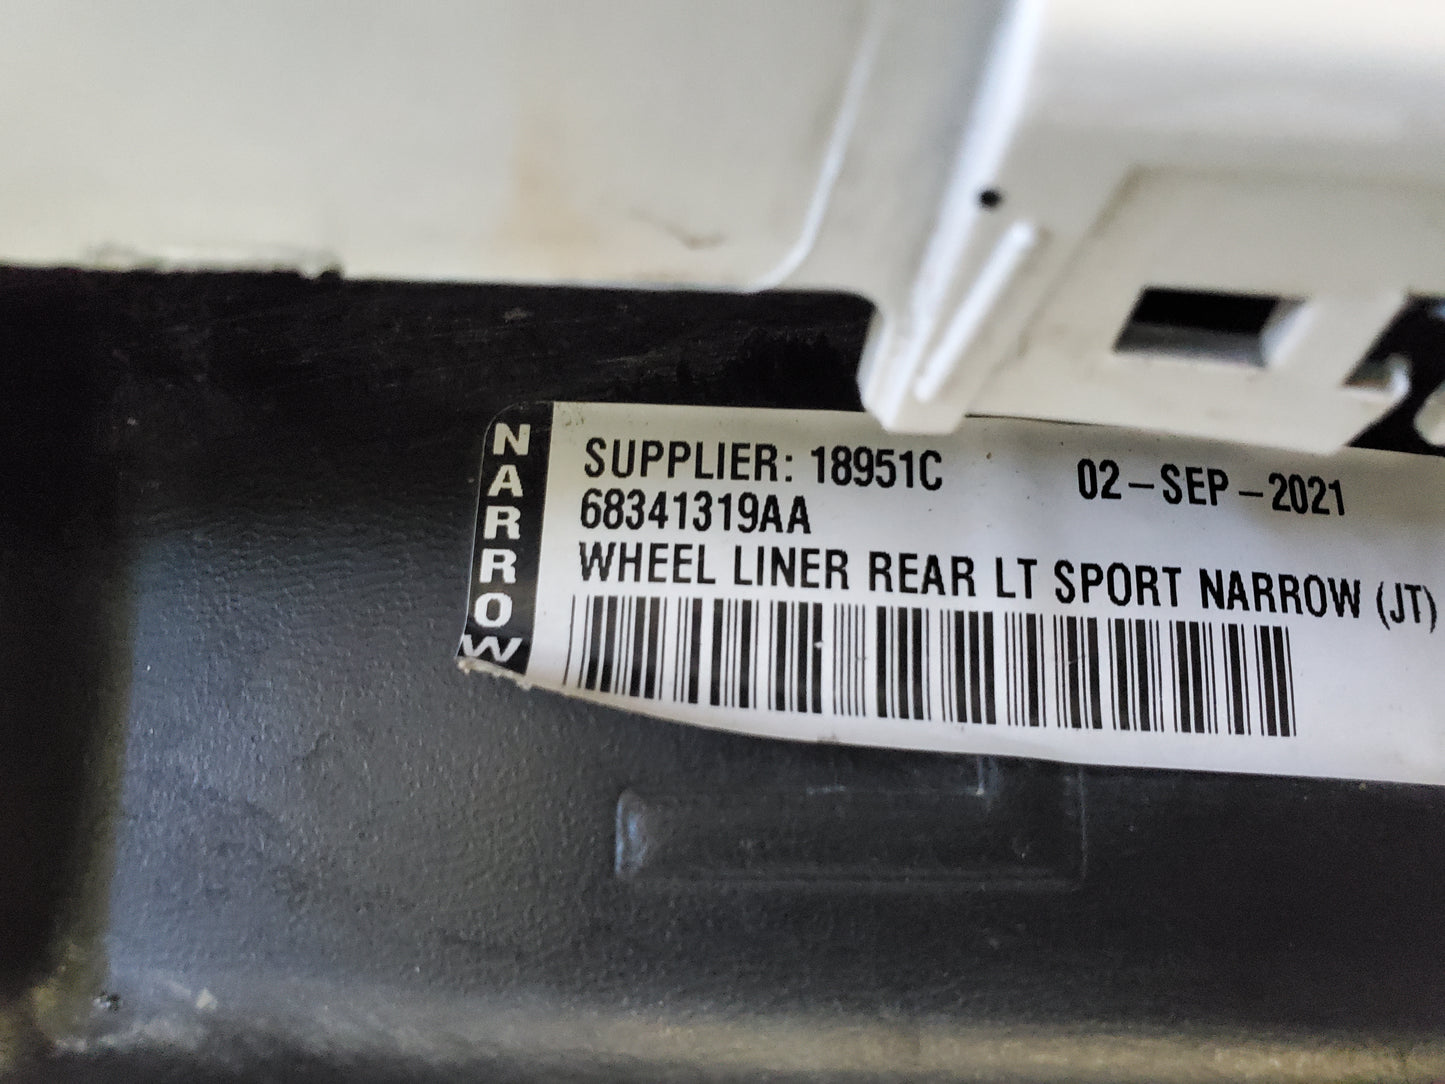 NARROW
SUPPLIER: 18951C 02-SEP-2021
68341319AA
WHEEL LINER REAR LT SPORT NARROW (JT)